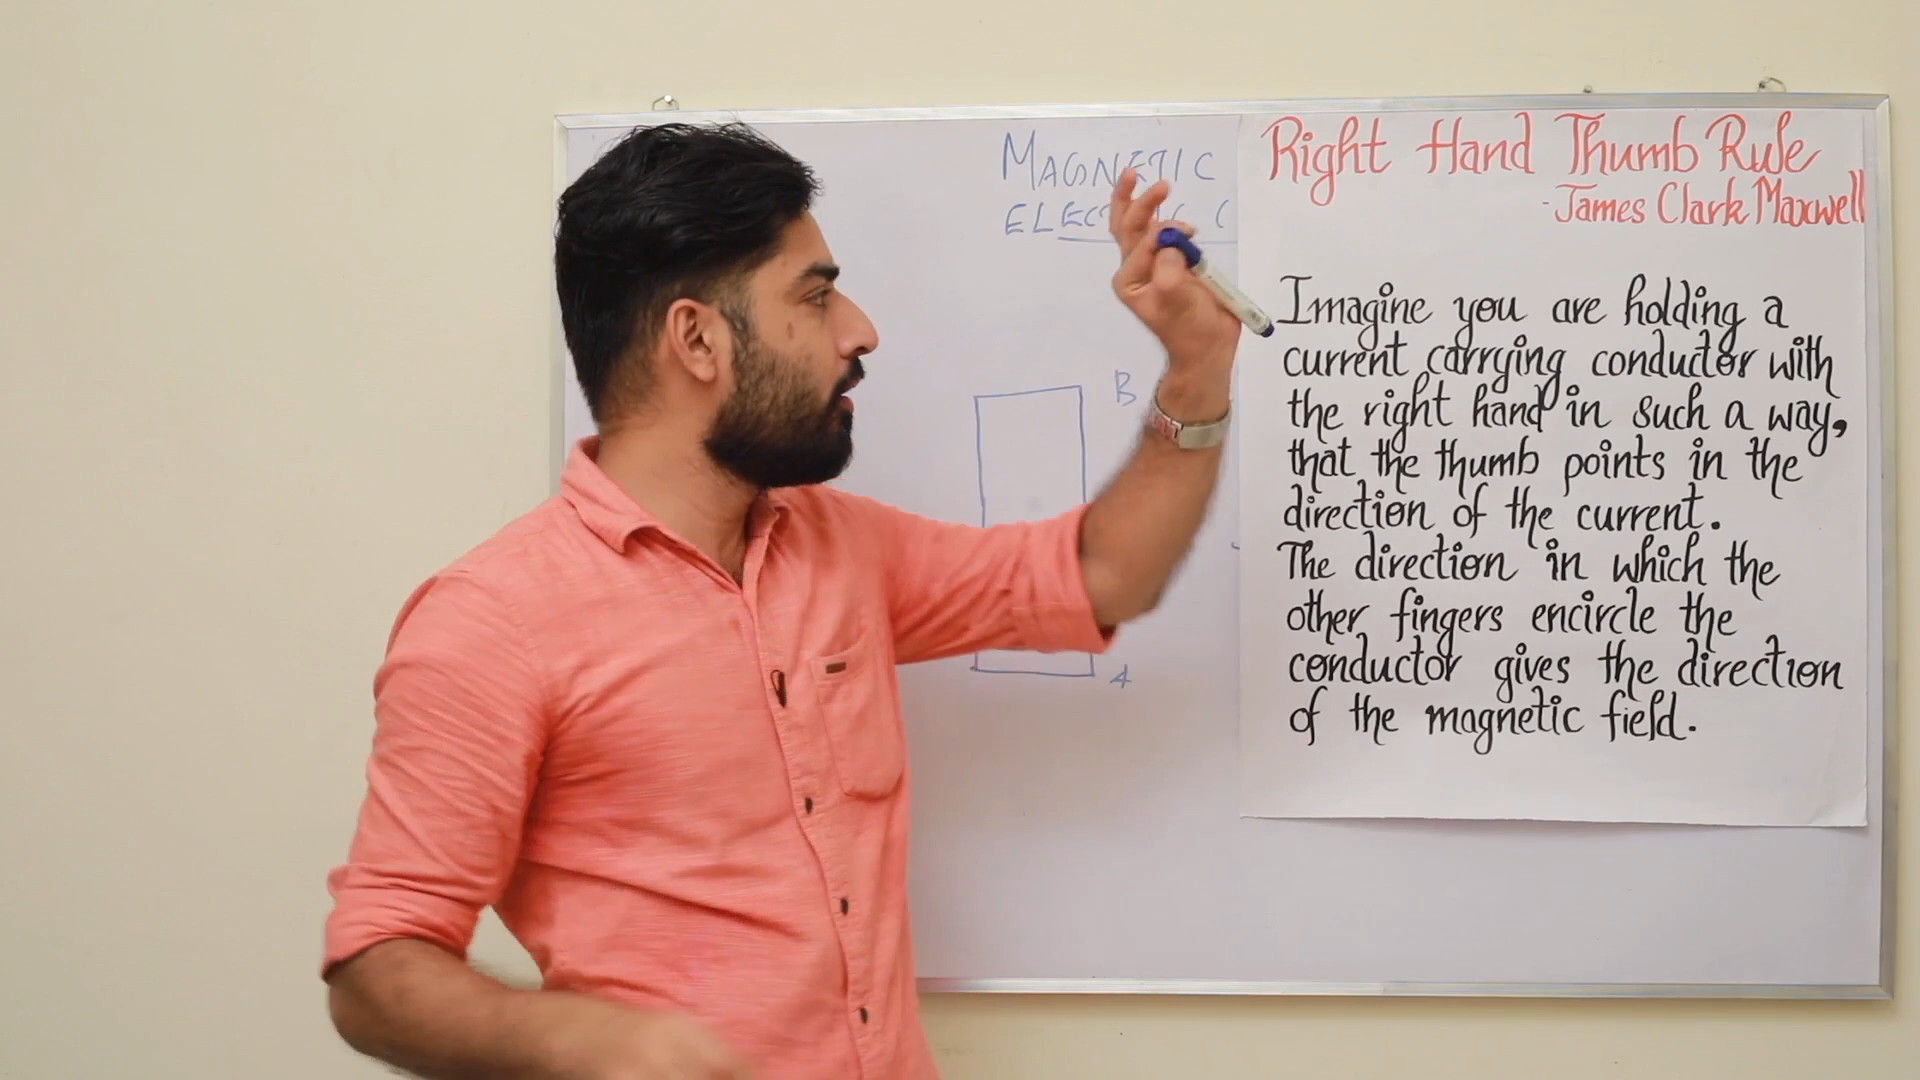 MAGNETIC
ELECTRIC C
B
A
Right Hand Thumb Rule
- James Clark Maxwell
Imagine you are holding a
current carrying conductor with
the right hand in such a way,
that the thumb points in the
direction of the current.
The direction in which the
other fingers encircle the
conductor gives the direction
of the magnetic field.